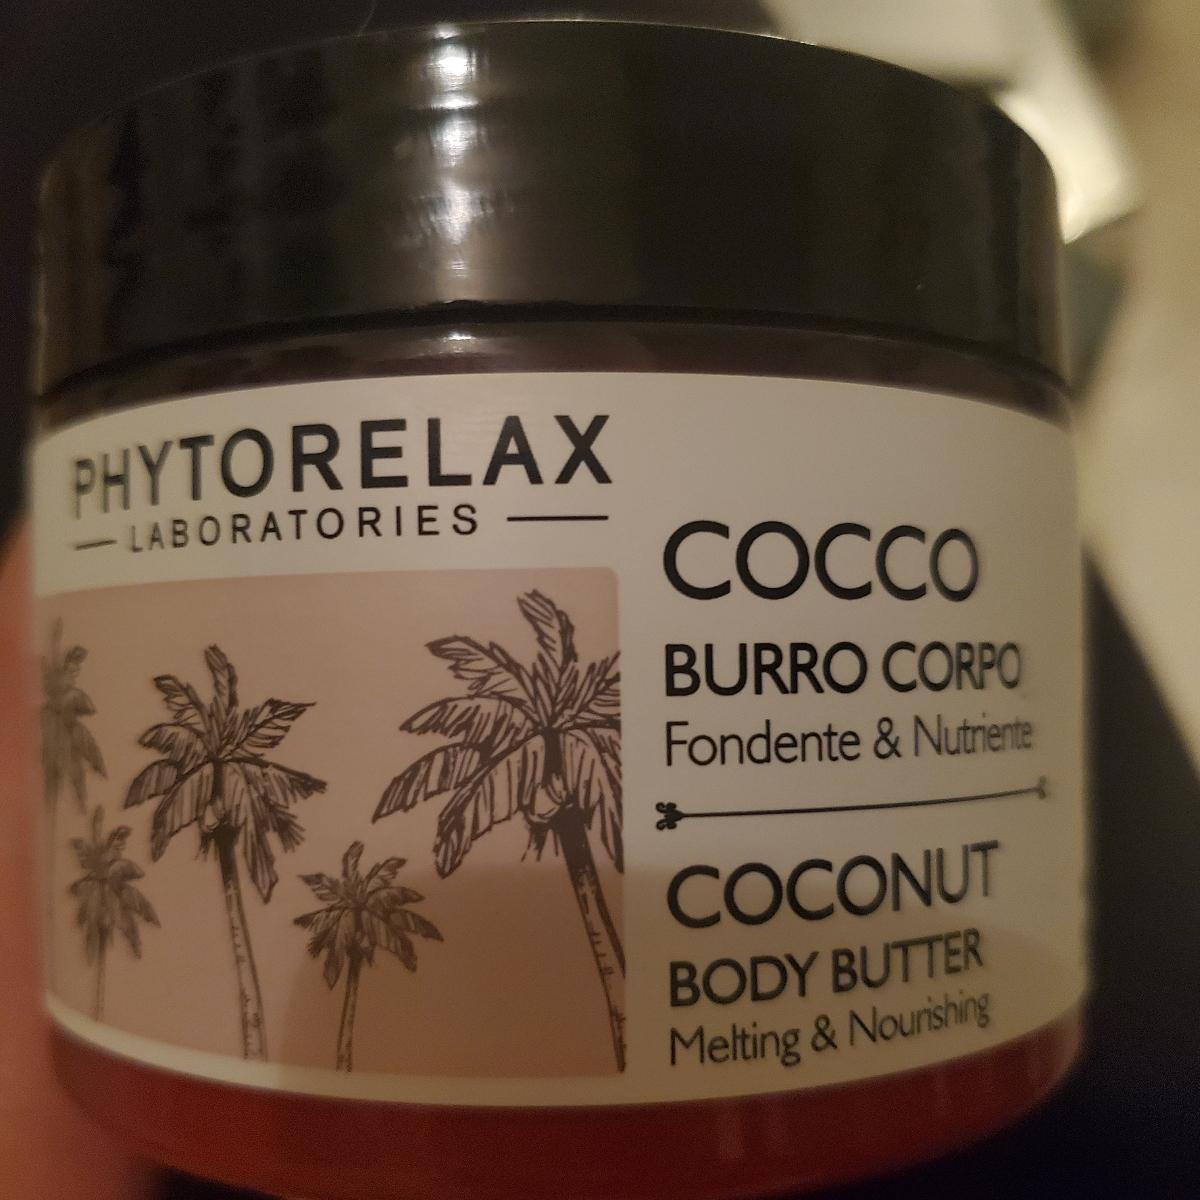 PHYTORELAX
LABORATORIES
COCCO
BURRO CORPO
Fondente & Nutriente
COCONUT
BODY BUTTER
Melting & Nourishing